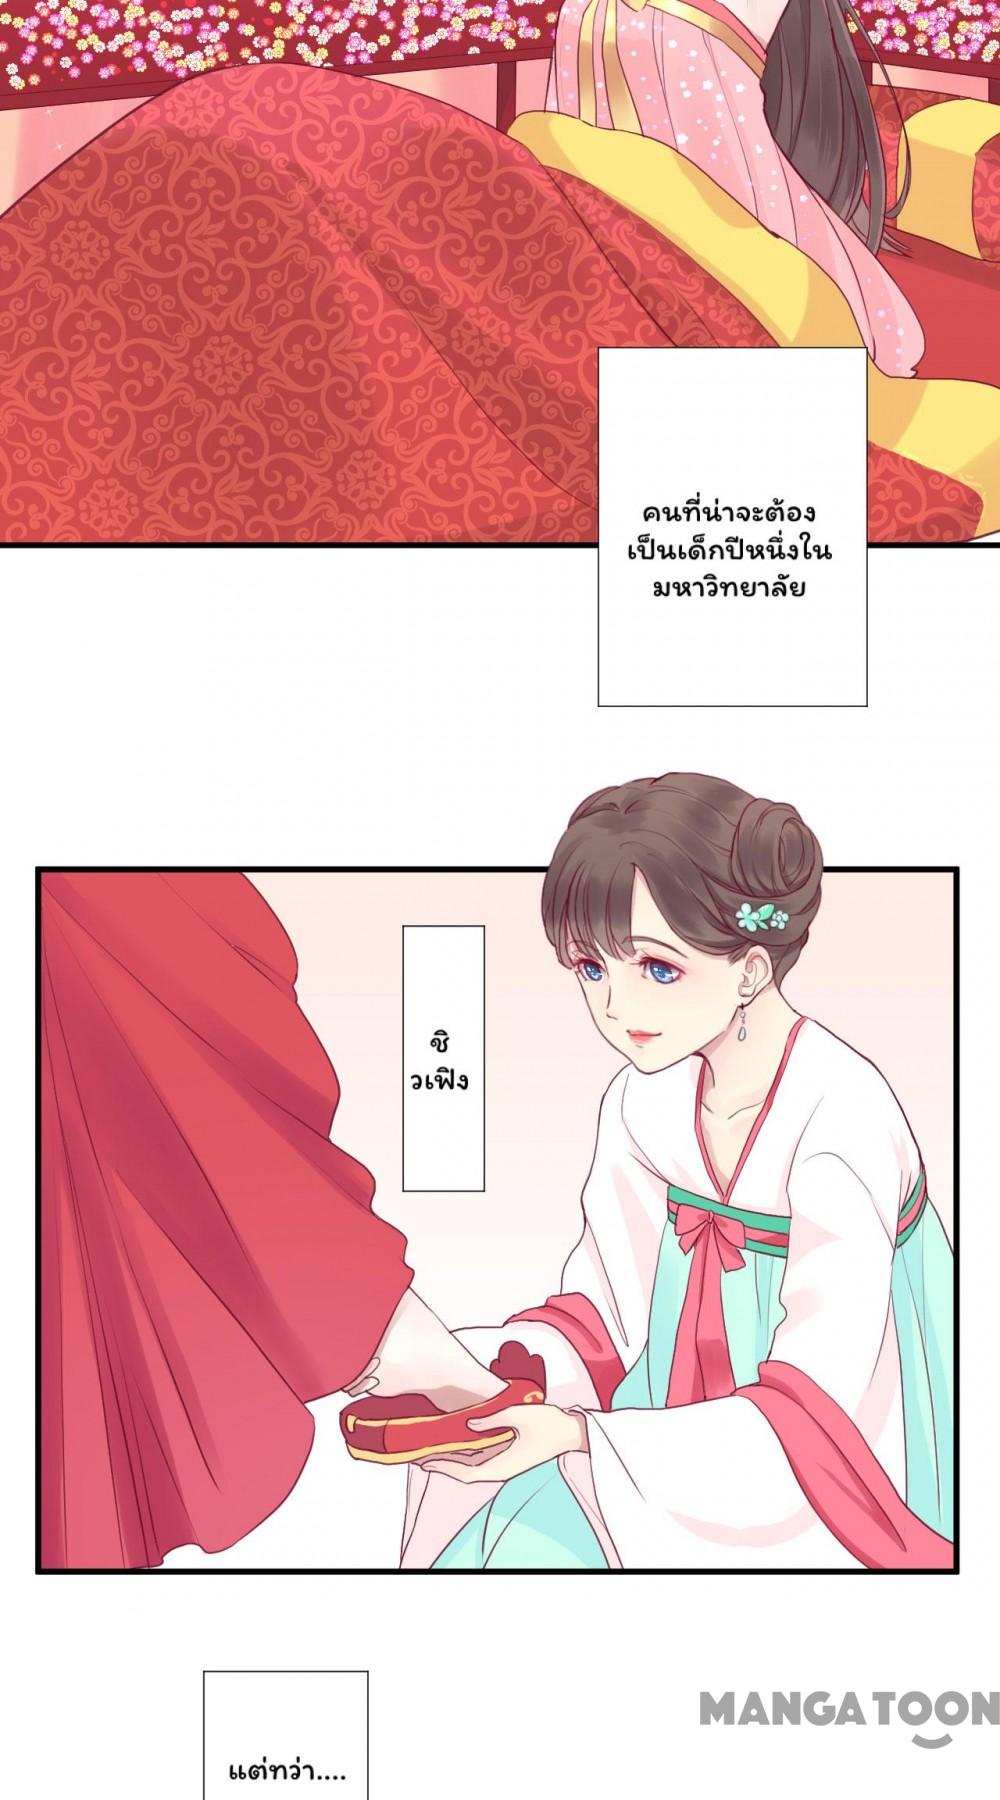 คนที่น่าจะต้อง
เป็นเด็กปีหนึ่งใน
มหาวิทยาลัย
ชิ
วเฟิง
MANGATOON
แต่ทว่า....